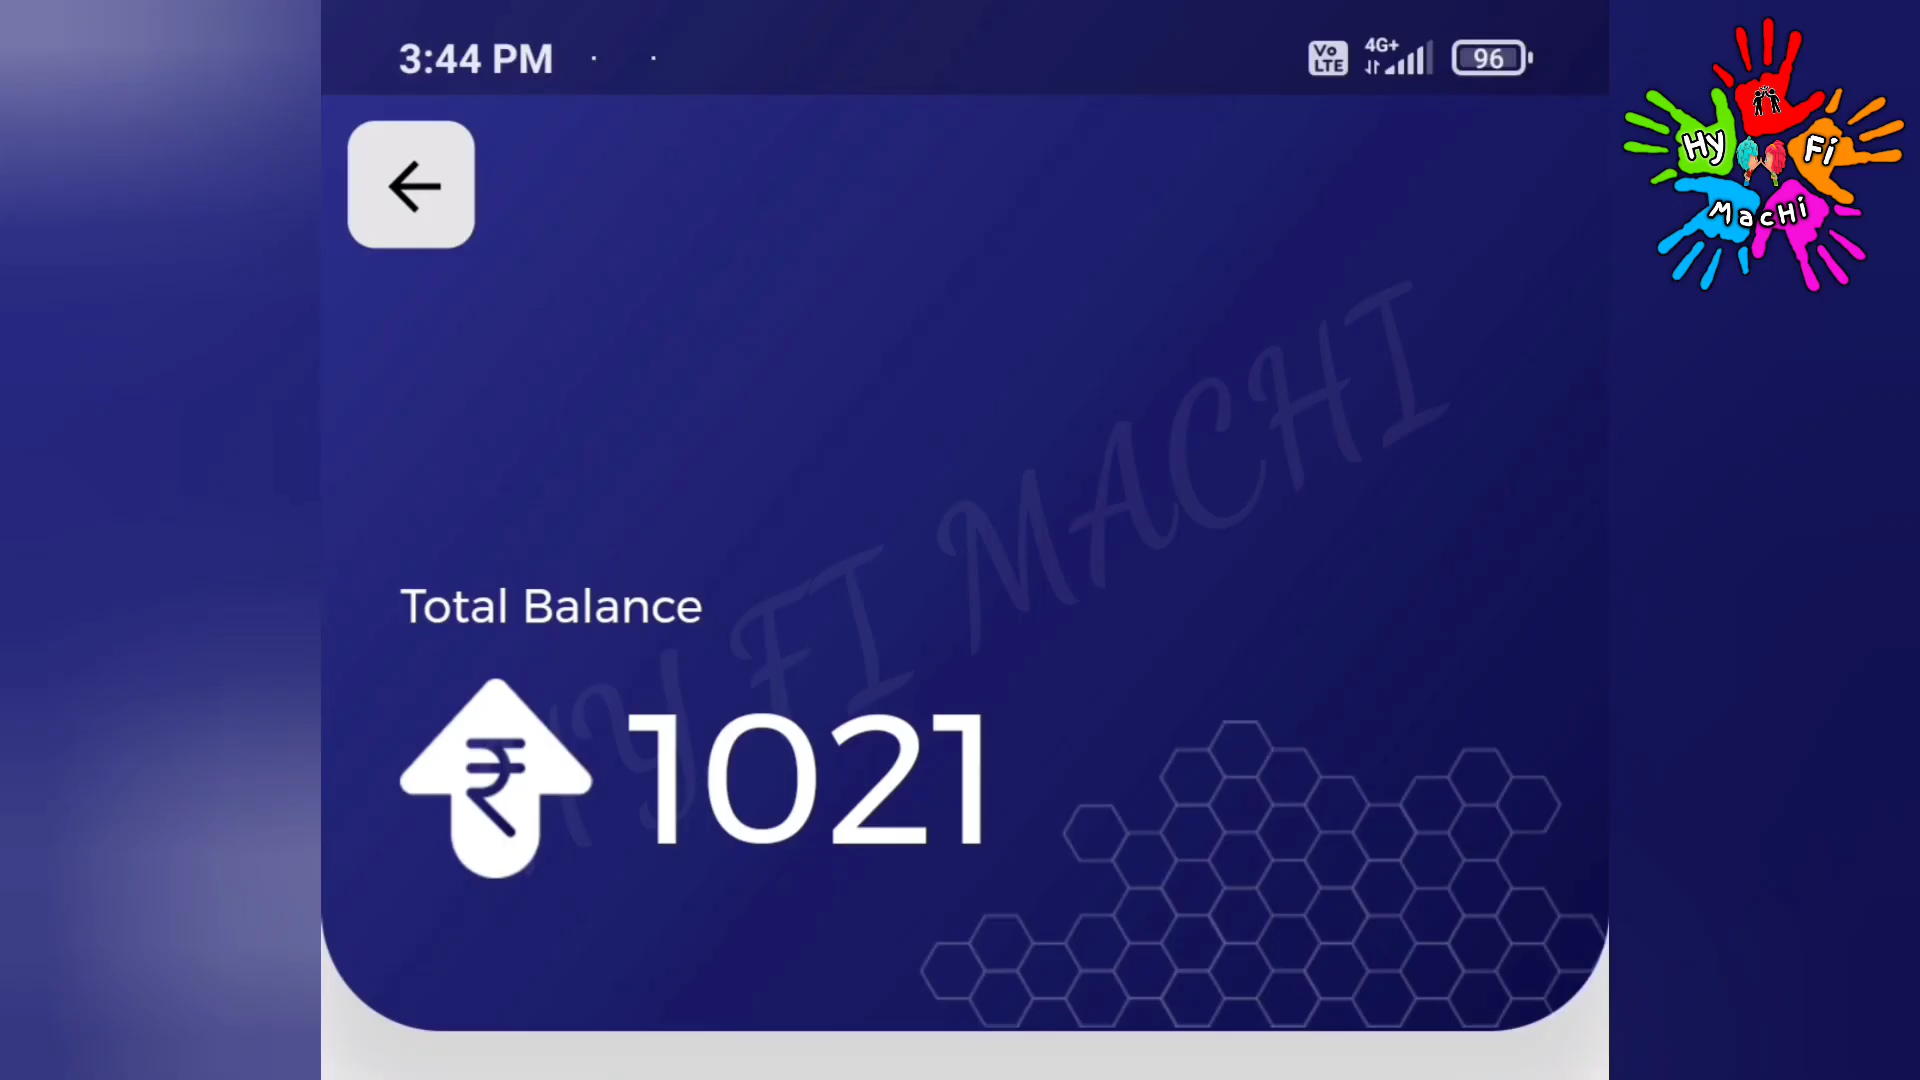 3:44 PM
Vo
LTE
4G+
96
Hy
Fi
MacHi
HY FI MACHI
Total Balance
₹
1021